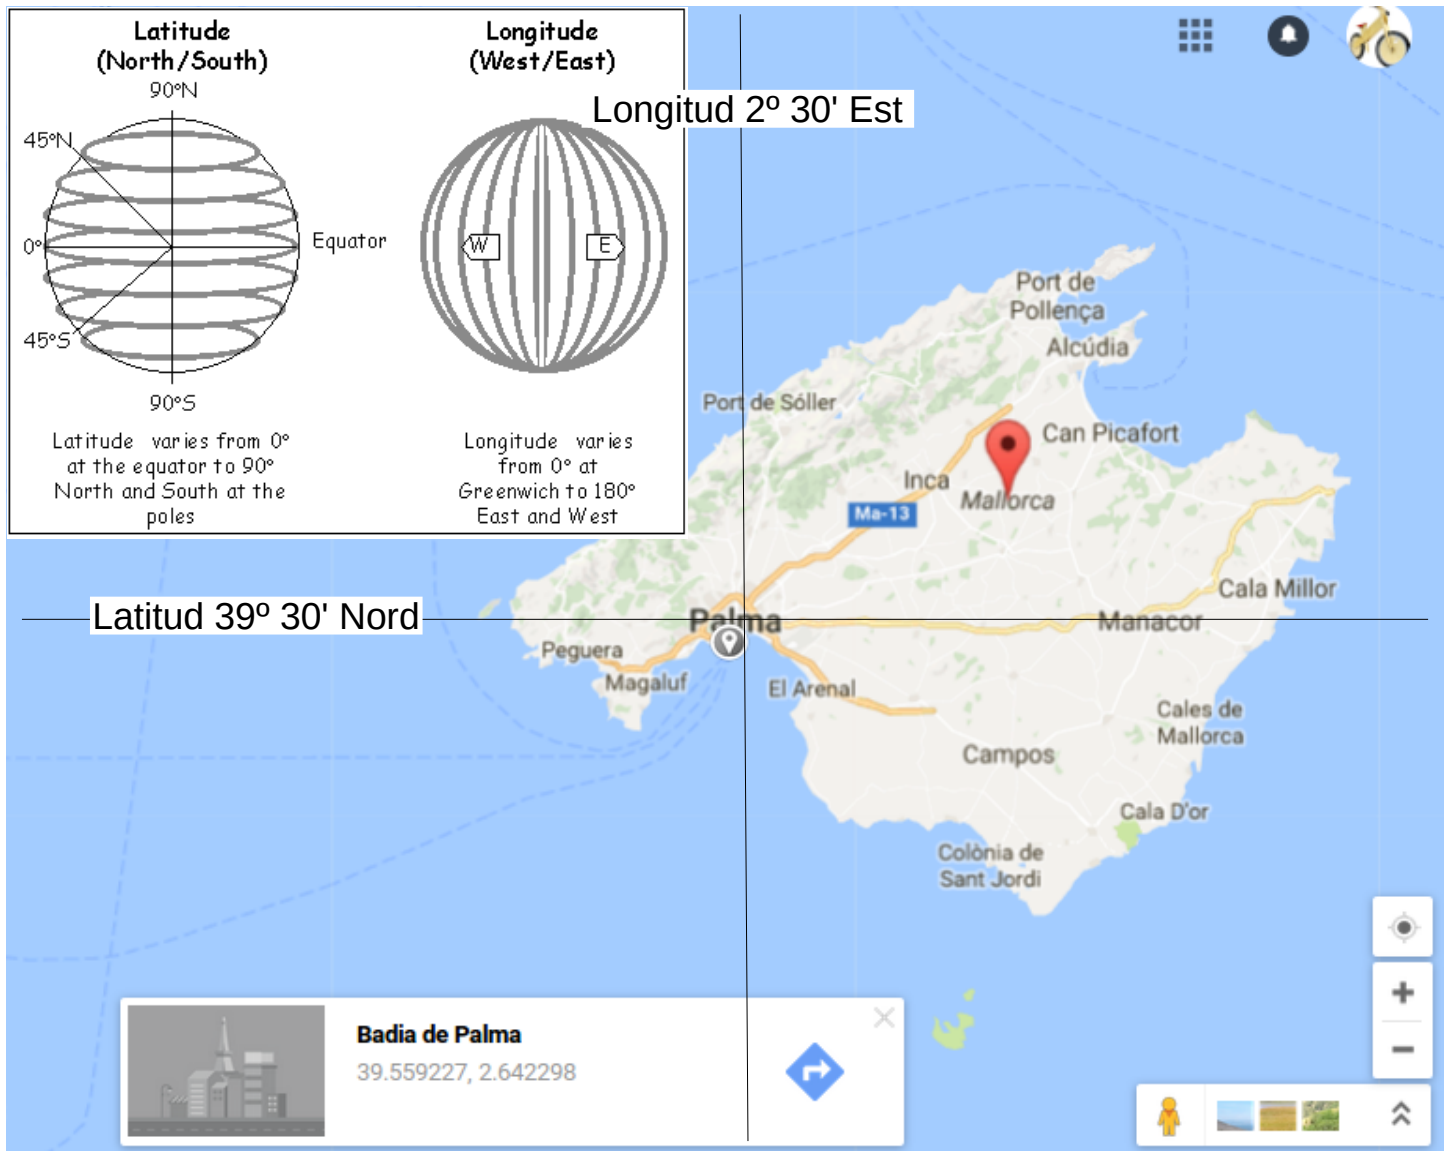 Latitude
(North/South)
90°N
45°N
0°
Equator
45°S
90°S
Latitude varies from 0°
at the equator to 90°
North and South at the
poles
Longitude
(West/East)
W
E
Longitude varies
from 0° at
Greenwich to 180°
East and West
Longitud 2º 30' Est
Latitud 39º 30' Nord
Port de
Pollença
Alcúdia
Port de Sóller
Can Picafort
Inca
Mallorca
Ma-13
Cala Millor
Palma
Manacor
Peguera
Magaluf
El Arenal
Cales de
Mallorca
Campos
Cala D'or
Colònia de
Sant Jordi
Badia de Palma
39.559227, 2.642298